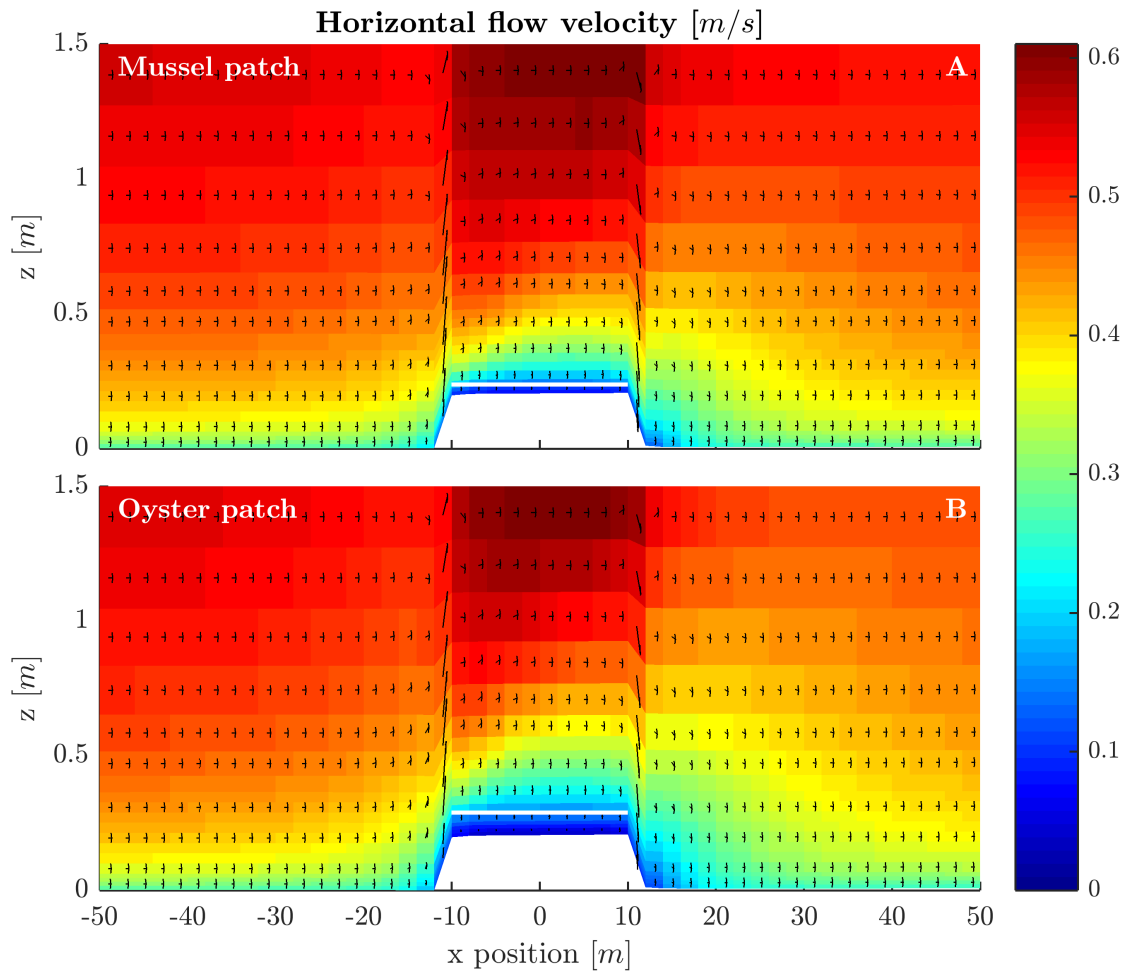 Horizontal flow velocity [m/s]
Mussel patch
A
1.5
1
0.5
0
z [m]
0.6
0.5
0.4
0.3
0.2
0.1
0
Oyster patch
B
1.5
1
0.5
0
z [m]
-50 -40 -30 -20 -10 0 10 20 30 40 50
x position [m]